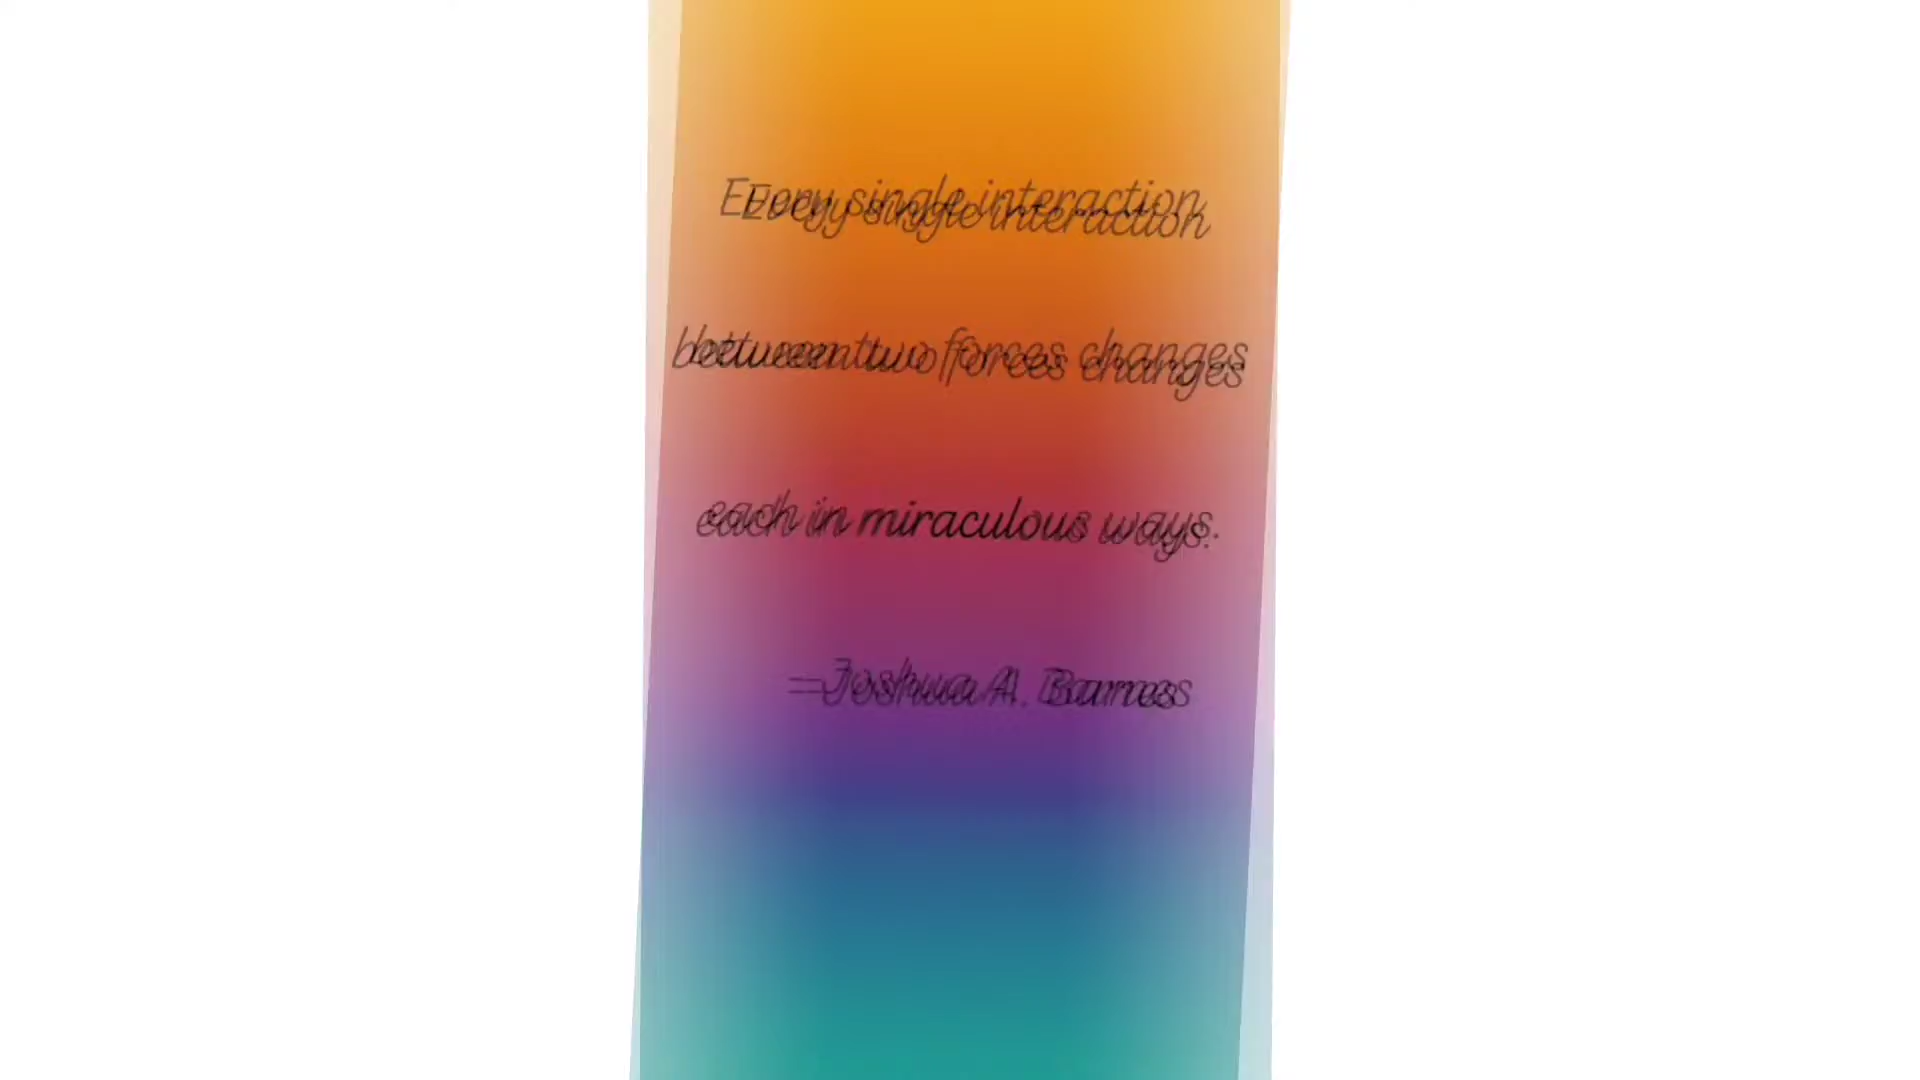 Every single interaction
between two forces changes
each in miraculous ways.
—Joshua A. Barnes